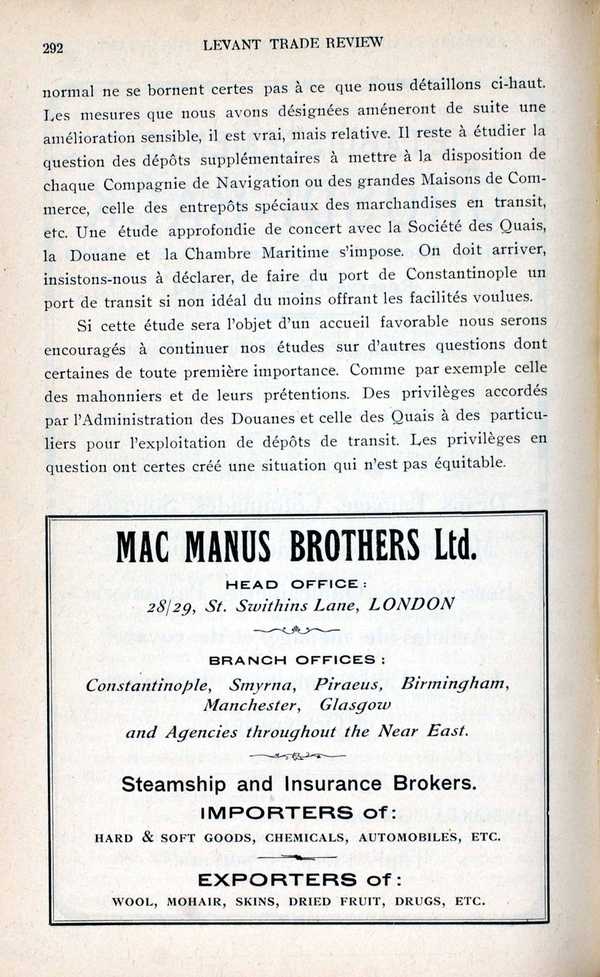 292
LEVANT TRADE REVIEW
normal ne se bornent certes pas à ce que nous détaillons ci-haut.
Les mesures que nous avons désignées améneront de suite une
amélioration sensible, il est vrai, mais relative. Il reste à étudier la
question des dépôts supplémentaires à mettre à la disposition de
chaque Compagnie de Navigation ou des grandes Maisons de Com-
merce, celle des entrepôts spéciaux des marchandises en transit,
etc. Une étude approfondie de concert avec la Société des Quais,
la Douane et la Chambre Maritime s'impose. On doit arriver,
insistons-nous à déclarer, de faire du port de Constantinople un
port de transit si non idéal du moins offrant les facilités voulues.
Si cette étude sera l'objet d'un accueil favorable nous serons
encouragés à continuer nos études sur d'autres questions dont
certaines de toute première importance. Comme par exemple celle
des mahonniers et de leurs prétentions. Des privilèges accordés
par l'Administration des Douanes et celle des Quais à des particu-
liers pour l'exploitation de dépôts de transit. Les privilèges en
question ont certes créé une situation qui n'est pas équitable.
MAC MANUS BROTHERS Ltd.
HEAD OFFICE:
28/29, St. Swithins Lane, LONDON
BRANCH OFFICES:
Constantinople, Smyrna, Piraeus, Birmingham,
Manchester, Glasgow
and Agencies throughout the Near East.
Steamship and Insurance Brokers.
IMPORTERS of:
HARD & SOFT GOODS, CHEMICALS, AUTOMOBILES, ETC.
EXPORTERS of:
WOOL, MOHAIR, SKINS, DRIED FRUIT, DRUGS, ETC.